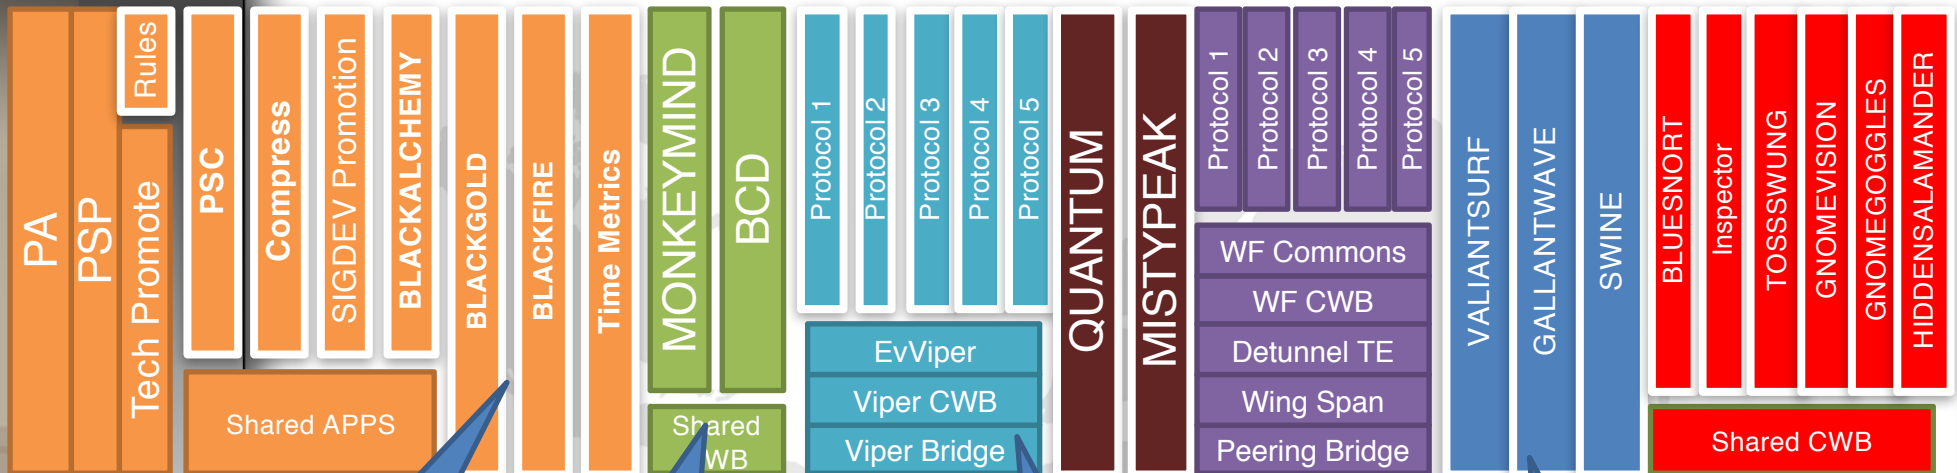 PA
PSP
Rules
Tech Promote
PSC
Compress
SIGDEV Promotion
BLACKALCHEMY
Shared APPS
BLACKGOLD
BLACKFIRE
Time Metrics
MONKEYMIND
BCD
Shared
WB
Protocol 1
Protocol 2
Protocol 3
Protocol 4
Protocol 5
EvViper
Viper CWB
Viper Bridge
QUANTUM
MISTYPEAK
Protocol 1
Protocol 2
Protocol 3
Protocol 4
Protocol 5
WF Commons
WF CWB
Detunnel TE
Wing Span
Peering Bridge
VALIANTSURF
GALLANTWAVE
SWINE
BLUESNORT
Inspector
TOSSSWUNG
GNOMEVISION
GNOMEGOGGLES
HIDDENSALAMANDER
Shared CWB